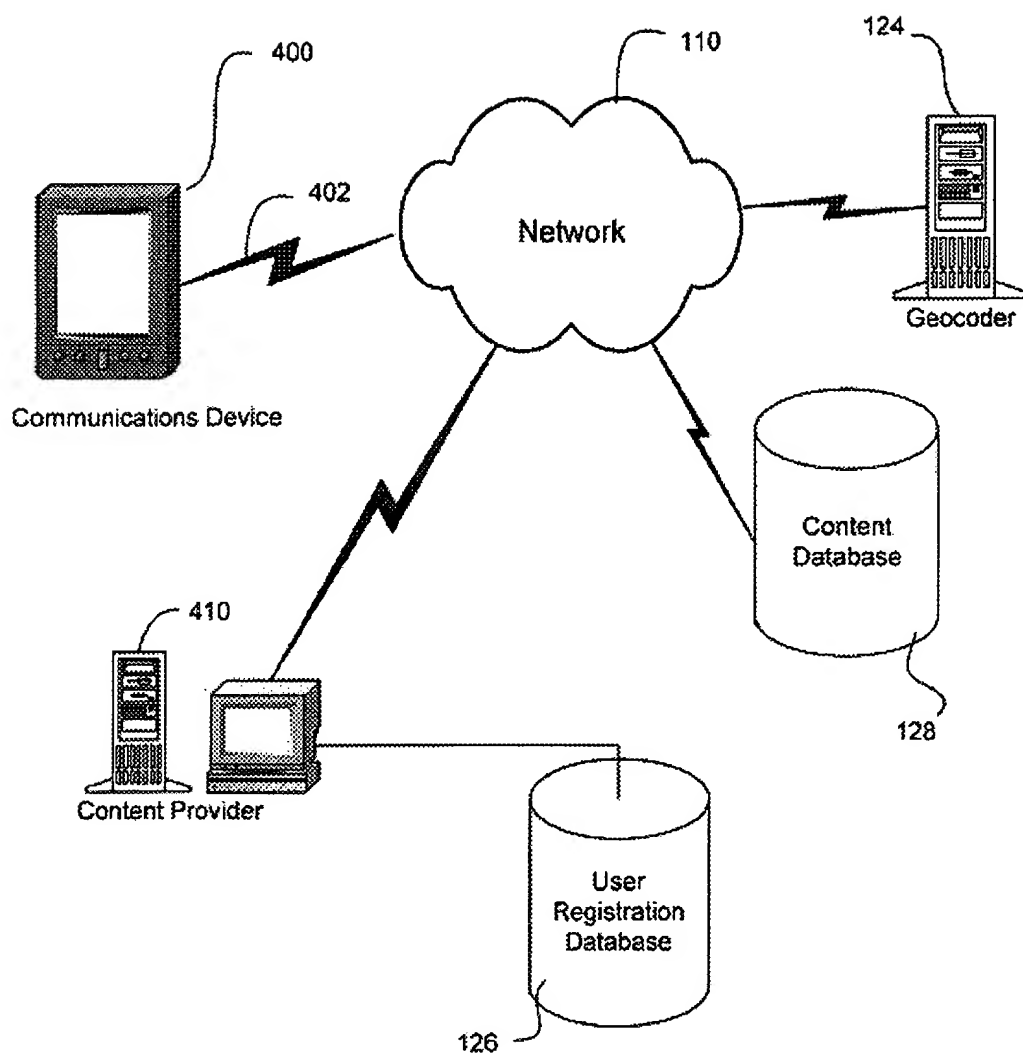 400
110
124
402
Network
Geocoder
Communications Device
Content
Database
410
128
Content Provider
User
Registration
Database
126